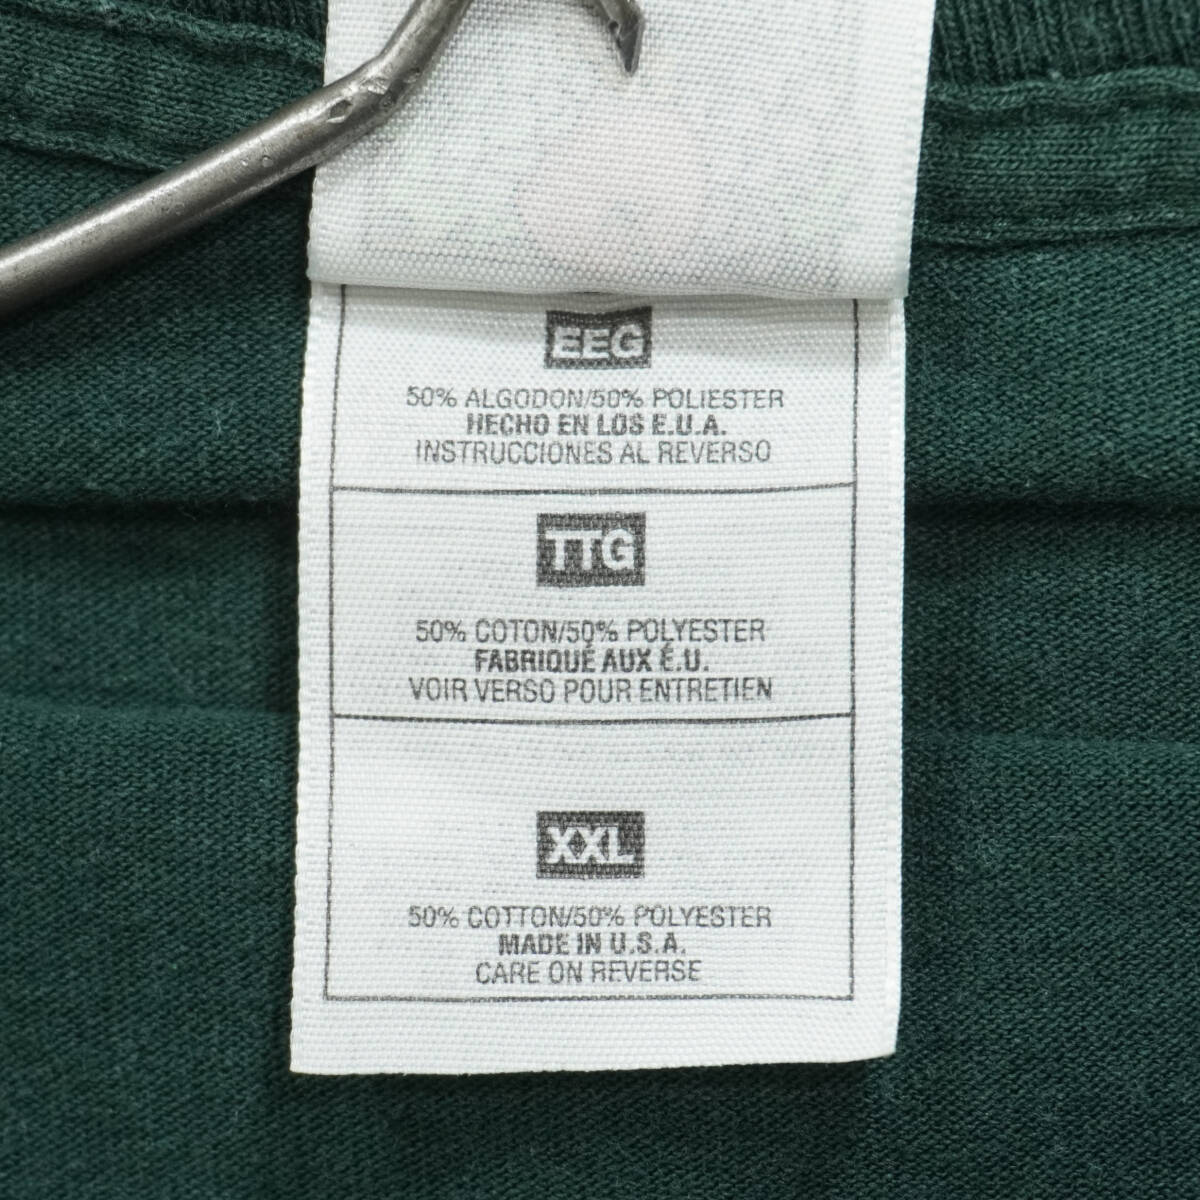 EEG
50% ALGODON/50% POLIESTER
HECHO EN LOS E.U.A.
INSTRUCCIONES AL REVERSO
TTG
50% COTON/50% POLYESTER
FABRIQUÉ AUX É.U.
VOIR VERSO POUR ENTRETIEN
XXL
50% COTTON/50% POLYESTER
MADE IN U.S.A.
CARE ON REVERSE